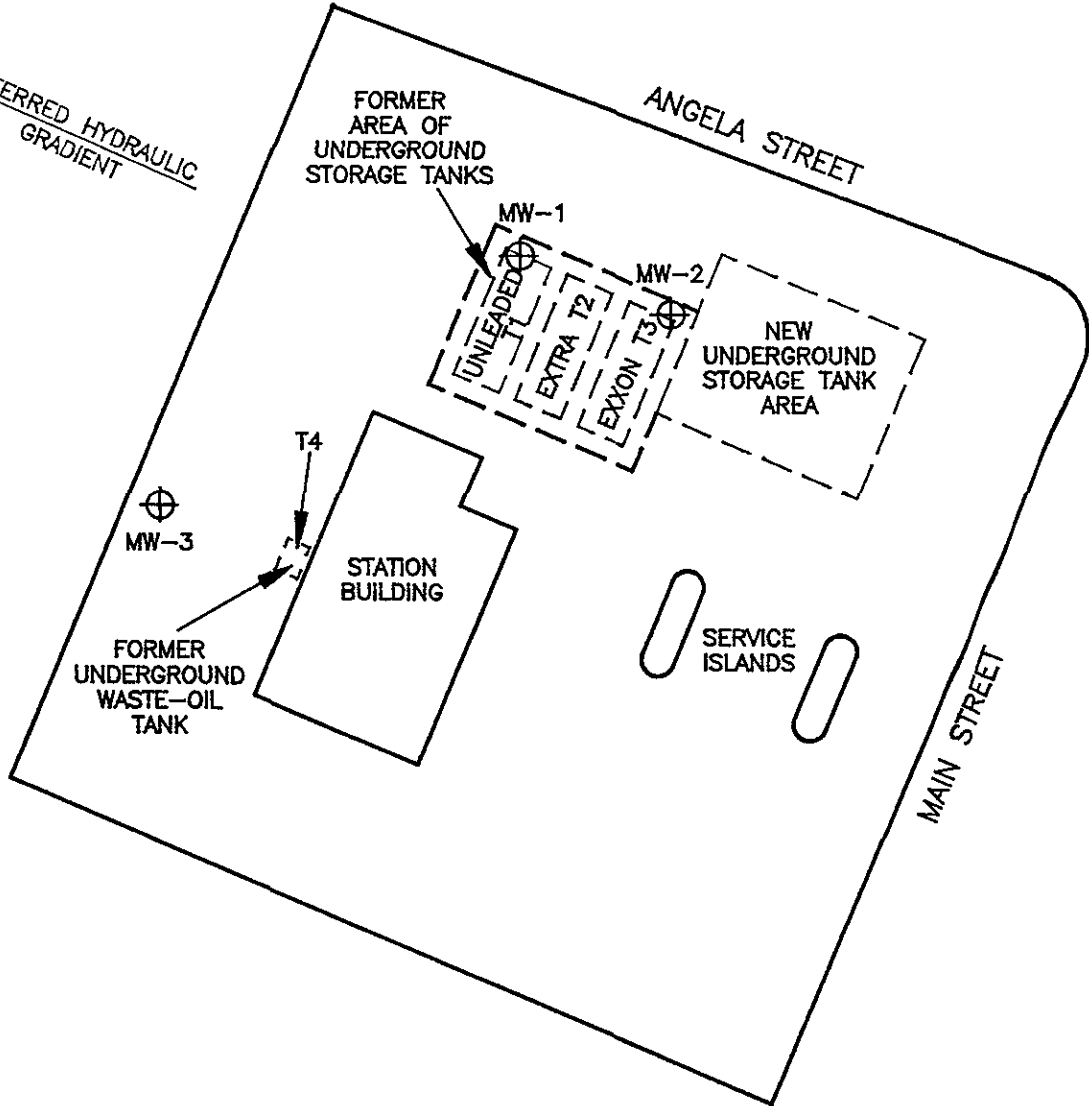 ANGELA STREET
HYDRAULIC
GRADIENT
FORMER
AREA OF
UNDERGROUND
STORAGE TANKS
MW-1
MW-2
UNLEADED
T1
EXTRA T2
EXXON T3
NEW
UNDERGROUND
STORAGE TANK
AREA
T4
MW-3
STATION
BUILDING
FORMER
UNDERGROUND
WASTE-OIL
TANK
SERVICE
ISLANDS
MAIN STREET